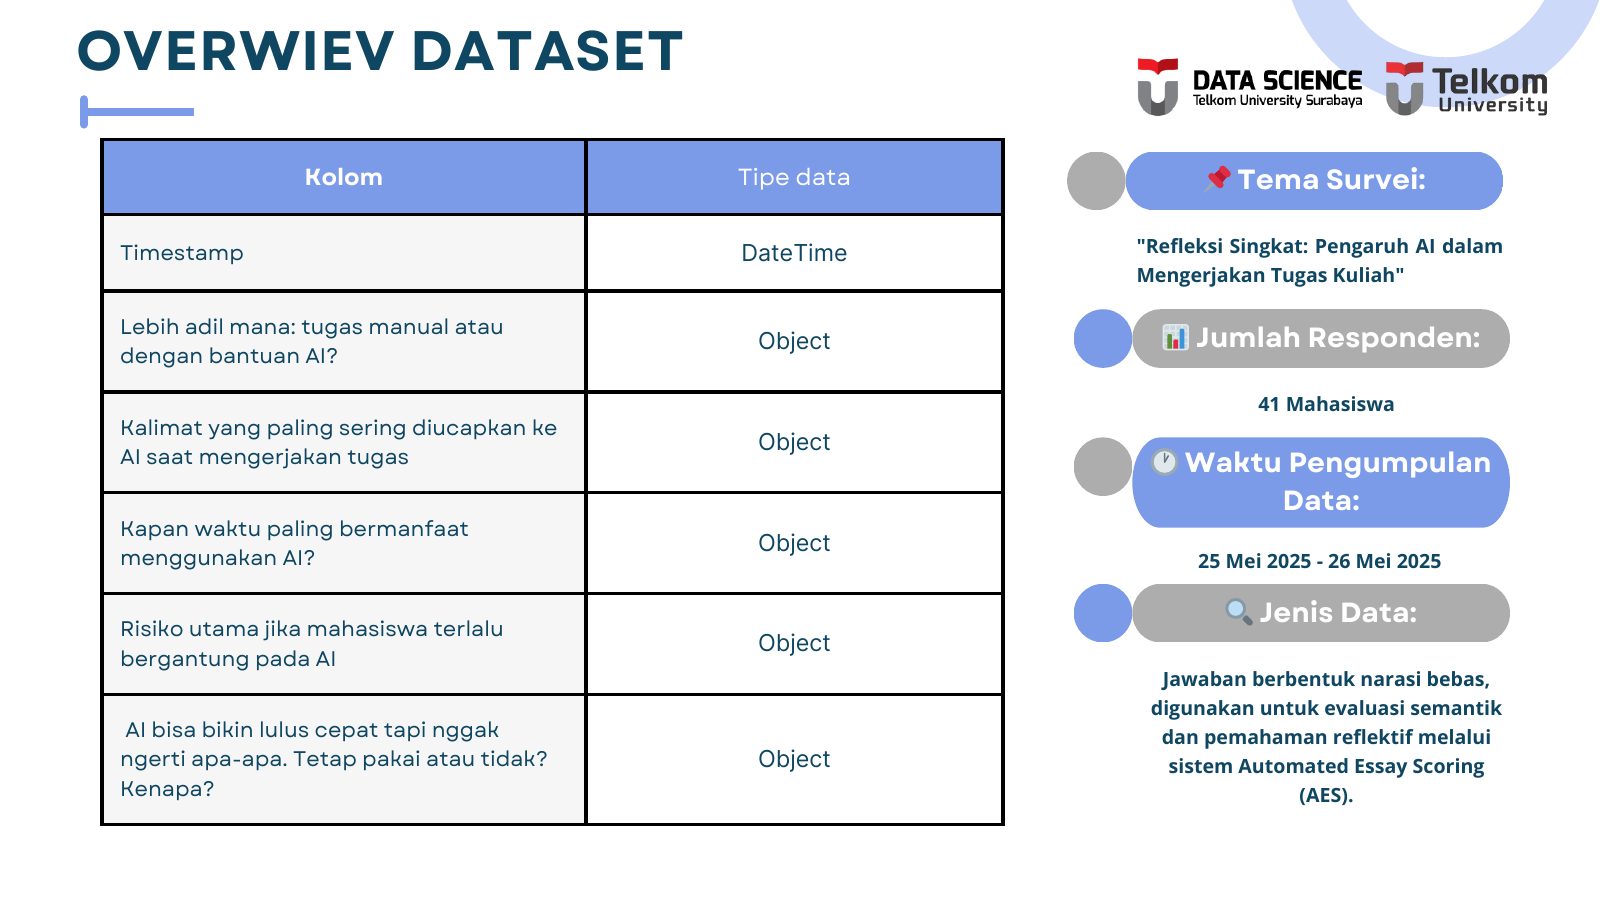 OVERWIEV DATASET
DATA SCIENCE
Telkom University Surabaya
Telkom
University
Kolom
Tipe data
Timestamp
DateTime
Lebih adil mana: tugas manual atau
dengan bantuan AI?
Object
Kalimat yang paling sering diucapkan ke
AI saat mengerjakan tugas
Object
Kapan waktu paling bermanfaat
menggunakan AI?
Object
Risiko utama jika mahasiswa terlalu
bergantung pada AI
Object
AI bisa bikin lulus cepat tapi nggak
ngerti apa-apa. Tetap pakai atau tidak?
Kenapa?
Object
📌 Tema Survei:
"Refleksi Singkat: Pengaruh AI dalam
Mengerjakan Tugas Kuliah"
📊 Jumlah Responden:
41 Mahasiswa
🕐 Waktu Pengumpulan
Data:
25 Mei 2025 - 26 Mei 2025
🔍 Jenis Data:
Jawaban berbentuk narasi bebas,
digunakan untuk evaluasi semantik
dan pemahaman reflektif melalui
sistem Automated Essay Scoring
(AES).